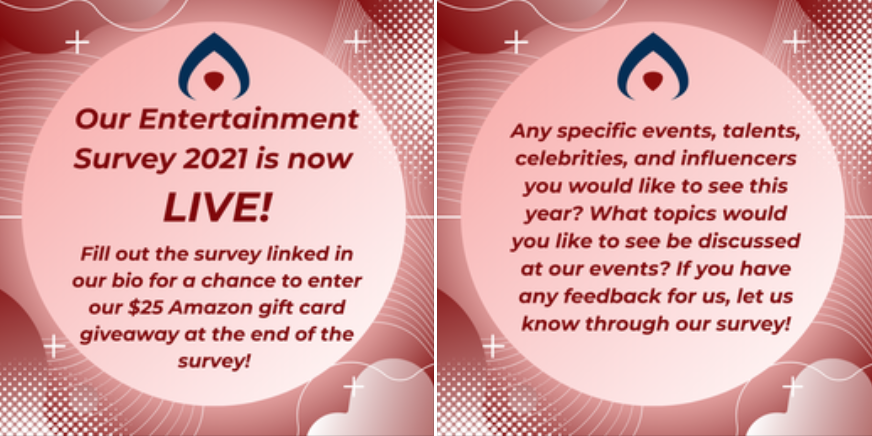 Our Entertainment
Survey 2021 is now
LIVE!
Fill out the survey linked in
our bio for a chance to enter
our $25 Amazon gift card
giveaway at the end of the
survey!
Any specific events, talents,
celebrities, and influencers
you would like to see this
year? What topics would
you like to see be discussed
at our events? If you have
any feedback for us, let us
know through our survey!